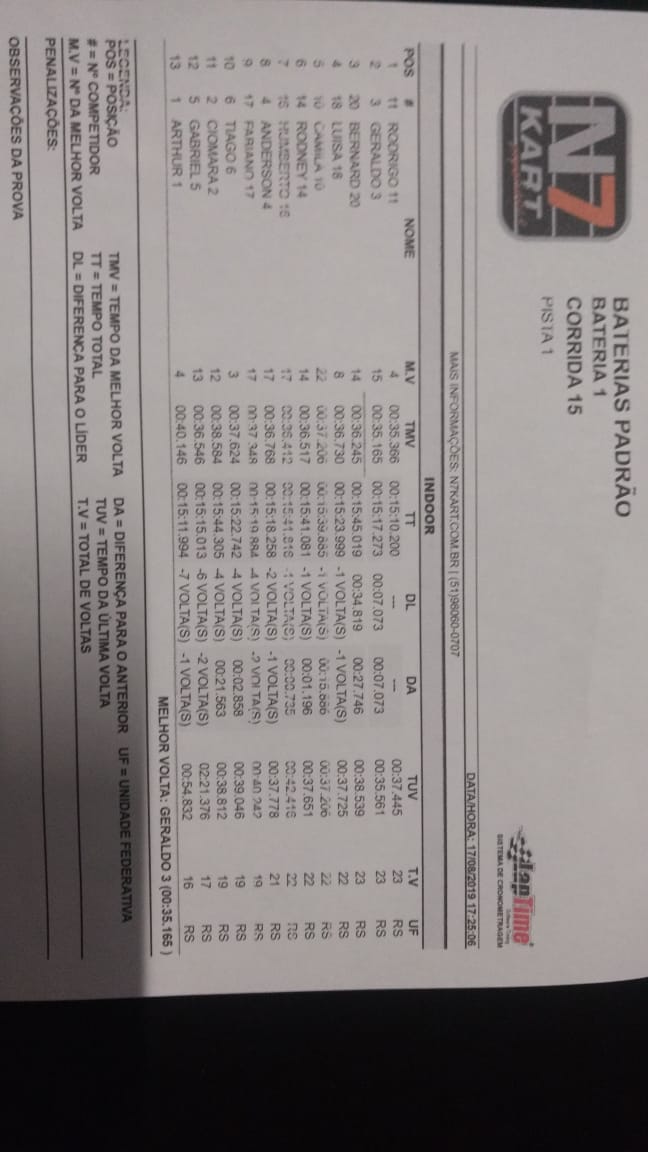 N7
KART
BATERIAS PADRÃO
BATERIA 1
CORRIDA 15
PISTA 1
lapTime
SISTEMA DE CRONOMETRAGEM
DATA/HORA: 17/08/2019 17:25:06
MAIS INFORMAÇÕES: N7KART.COM.BR | (51)98060-0707
INDOOR
POS # NOME M.V TMV TT DL DA TUV T.V UF
1 11 RODRIGO 11 4 00:35.366 00:15:10.200 --- --- 00:37.445 23 RS
2 3 GERALDO 3 15 00:35.165 00:15:17.273 00:07.073 00:07.073 00:35.561 23 RS
3 20 BERNARD 20 14 00:36.245 00:15:45.019 00:34.819 00:27.746 00:38.539 23 RS
4 18 LUISA 18 8 00:36.730 00:15:23.999 -1 VOLTA(S) -1 VOLTA(S) 00:37.725 22 RS
5 10 CAMILA 10 22 00:37.206 00:15:39.885 -1 VOLTA(S) 00:15.886 00:37.206 22 RS
6 14 RODNEY 14 14 00:36.517 00:15:41.081 -1 VOLTA(S) 00:01.196 00:37.651 22 RS
7 16 HUMBERTO 16 17 00:36.412 00:15:41.816 -1 VOLTA(S) 00:00.735 00:42.416 22 RS
8 4 ANDERSON 4 17 00:36.768 00:15:18.258 -2 VOLTA(S) -1 VOLTA(S) 00:37.778 21 RS
9 17 FABIANO 17 17 00:37.348 00:15:19.884 -4 VOLTA(S) -2 VOLTA(S) 00:40.242 19 RS
10 6 TIAGO 6 3 00:37.624 00:15:22.742 -4 VOLTA(S) 00:02.858 00:39.046 19 RS
11 2 CIOMARA 2 12 00:38.584 00:15:44.305 -4 VOLTA(S) 00:21.563 00:38.812 19 RS
12 5 GABRIEL 5 13 00:36.546 00:15:15.013 -6 VOLTA(S) -2 VOLTA(S) 02:21.376 17 RS
13 1 ARTHUR 1 4 00:40.146 00:15:11.994 -7 VOLTA(S) -1 VOLTA(S) 00:54.832 16 RS
MELHOR VOLTA: GERALDO 3 (00:35.165 )
LEGENDA:
POS = POSIÇÃO TMV = TEMPO DA MELHOR VOLTA DA = DIFERENÇA PARA O ANTERIOR UF = UNIDADE FEDERATIVA
# = Nº COMPETIDOR TT = TEMPO TOTAL TUV = TEMPO DA ÚLTIMA VOLTA
M.V = Nº DA MELHOR VOLTA DL = DIFERENÇA PARA O LÍDER T.V = TOTAL DE VOLTAS
PENALIZAÇÕES:
OBSERVAÇÕES DA PROVA